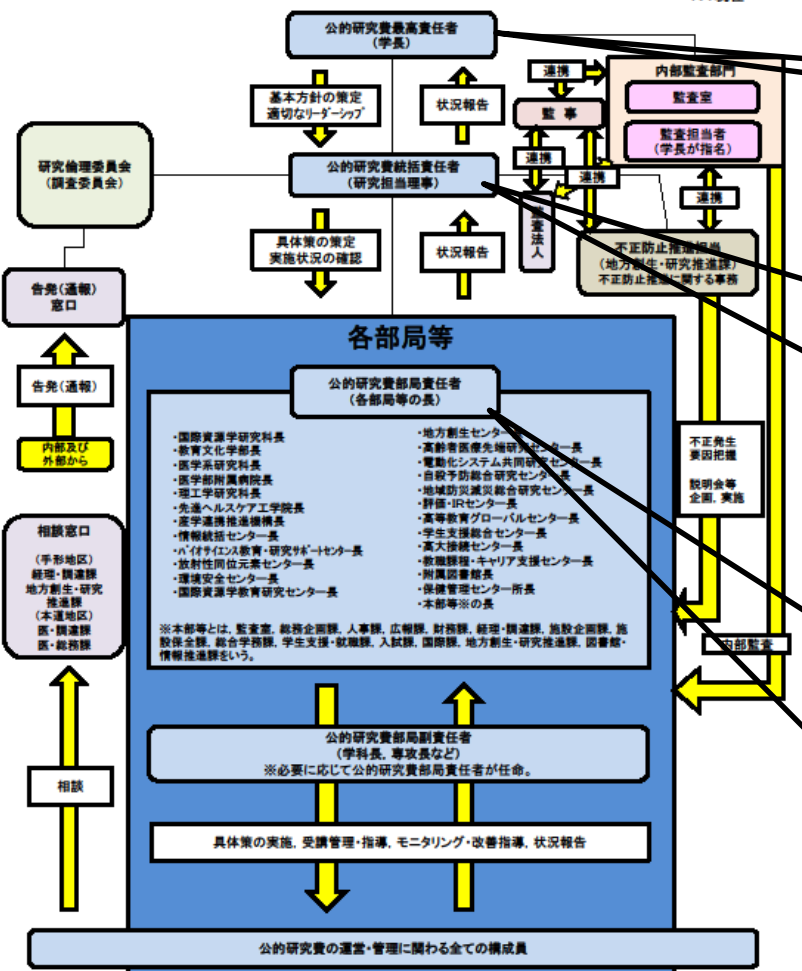 公的研究費最高責任者
(学長)
基本方針の策定
適切なリーダーシップ
状況報告
連携
内部監査部門
監査室
監査担当者
(学長が指名)
監 事
連携
連携
連携
監査法人
研究倫理委員会
(調査委員会)
公的研究費統括責任者
(研究担当理事)
具体策の策定
実施状況の確認
状況報告
不正防止推進担当
(地方創生・研究推進課)
不正防止推進に関する事務
告発(通報)
窓口
告発(通報)
内部及び
外部から
各部局等
公的研究費部局責任者
(各部局等の長)
・国際資源学研究科長
・教育文化学部長
・医学系研究科長
・医学部附属病院長
・理工学研究科長
・先進ヘルスケア工学院長
・産学連携推進機構長
・情報統括センター長
・バイオサイエンス教育・研究サポートセンター長
・放射性同位元素センター長
・環境安全センター長
・国際資源学教育研究センター長
・地方創生センター長
・高齢者医療先端研究センター長
・電動化システム共同研究センター長
・自殺予防総合研究センター長
・地域防災減災総合研究センター長
・評価・IRセンター長
・高等教育グローバルセンター長
・学生支援総合センター長
・高大接続センター長
・教職課程・キャリア支援センター長
・附属図書館長
・保健管理センター所長
・本部等※の長
※本部等とは，監査室，総務企画課，人事課，広報課，財務課，経理・調達課，施設企画課，施
設保全課，総合学務課，学生支援・就職課，入試課，国際課，地方創生・研究推進課，図書館・
情報推進課をいう。
不正発生
要因把握
説明会等
企画，実施
内部監査
相談窓口
(手形地区)
経理・調達課
地方創生・研究
推進課
(本道地区)
医・調達課
医・総務課
相談
公的研究費部局副責任者
(学科長，専攻長など)
※必要に応じて公的研究費部局責任者が任命。
具体策の実施，受講管理・指導，モニタリング・改善指導，状況報告
公的研究費の運営・管理に関わる全ての構成員